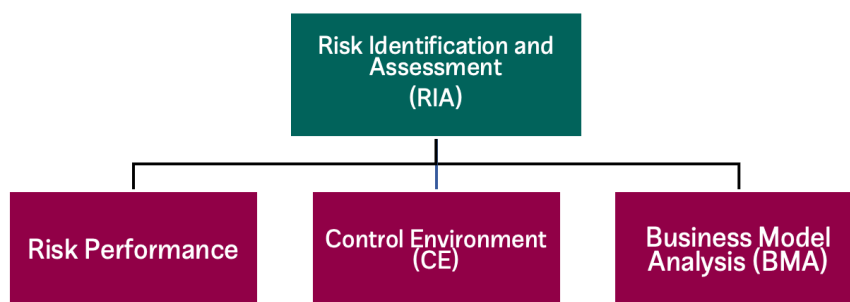 Risk Identification and
Assessment
(RIA)
Risk Performance
Control Environment
(CE)
Business Model
Analysis (BMA)